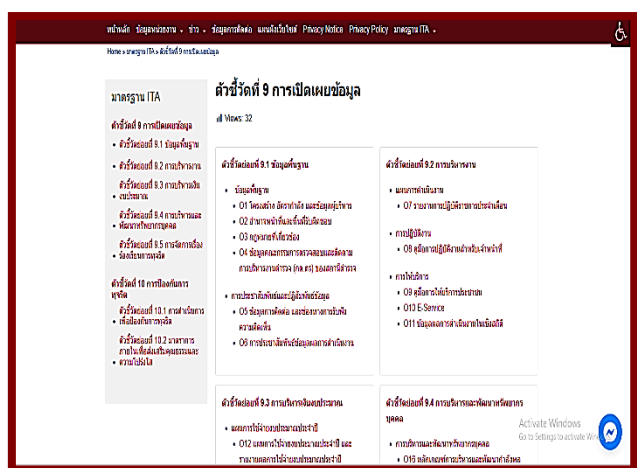 หน้าหลัก ข้อมูลหน่วยงาน ข่าว ข้อมูลการติดต่อ แผนผังเว็บไซต์ Privacy Notice Privacy Policy มาตรฐาน ITA
Home » มาตรฐาน ITA » ตัวชี้วัดที่ 9 การเปิดเผยข้อมูล
มาตรฐาน ITA
ตัวชี้วัดที่ 9 การเปิดเผยข้อมูล
ตัวชี้วัดย่อยที่ 9.1 ข้อมูลพื้นฐาน
ตัวชี้วัดย่อยที่ 9.2 การบริหารงาน
ตัวชี้วัดย่อยที่ 9.3 การบริหารเงิน
งบประมาณ
ตัวชี้วัดย่อยที่ 9.4 การบริหารและ
พัฒนาทรัพยากรบุคคล
ตัวชี้วัดย่อยที่ 9.5 การจัดการเรื่อง
ร้องเรียนการทุจริต
ตัวชี้วัดที่ 10 การป้องกันการ
ทุจริต
ตัวชี้วัดย่อยที่ 10.1 การดำเนินการ
เพื่อป้องกันการทุจริต
ตัวชี้วัดย่อยที่ 10.2 มาตรการ
ภายในเพื่อส่งเสริมคุณธรรมและ
ความโปร่งใส
ตัวชี้วัดที่ 9 การเปิดเผยข้อมูล
Views: 32
ตัวชี้วัดย่อยที่ 9.1 ข้อมูลพื้นฐาน
ข้อมูลพื้นฐาน
O1 โครงสร้าง อัตรากำลัง และข้อมูลผู้บริหาร
O2 อำนาจหน้าที่และพื้นที่รับผิดชอบ
O3 กฎหมายที่เกี่ยวข้อง
O4 ข้อมูลคณะกรรมการตรวจสอบและติดตาม
การบริหารงานตำรวจ (กต.ตร) ของสถานีตำรวจ
การประชาสัมพันธ์และปฏิสัมพันธ์ข้อมูล
O5 ข้อมูลการติดต่อ และช่องทางการรับฟัง
ความคิดเห็น
O6 การประชาสัมพันธ์ข้อมูลผลการดำเนินงาน
ตัวชี้วัดย่อยที่ 9.2 การบริหารงาน
แผนการดำเนินงาน
O7 รายงานการปฏิบัติราชการประจำเดือน
การปฏิบัติงาน
O8 คู่มือการปฏิบัติงานสำหรับเจ้าหน้าที่
การให้บริการ
O9 คู่มือการให้บริการประชาชน
O10 E-Service
O11 ข้อมูลผลการดำเนินงานในเชิงสถิติ
ตัวชี้วัดย่อยที่ 9.3 การบริหารเงินงบประมาณ
แผนการใช้จ่ายงบประมาณประจำปี
O12 แผนการใช้จ่ายงบประมาณประจำปี และ
รายงานผลการใช้จ่ายงบประมาณประจำปี
ตัวชี้วัดย่อยที่ 9.4 การบริหารและพัฒนาทรัพยากร
บุคคล
การบริหารและพัฒนาทรัพยากรบุคคล
O16 หลักเกณฑ์การบริหารและพัฒนากำลังพล
Activate Windows
Go to Settings to activate